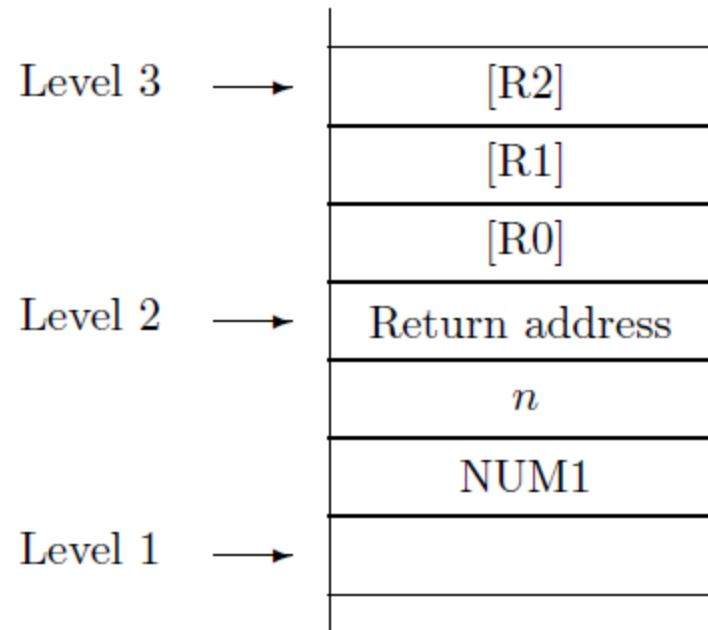 Level 3 [R2]
[R1]
[R0]
Level 2 Return address
n
NUM1
Level 1